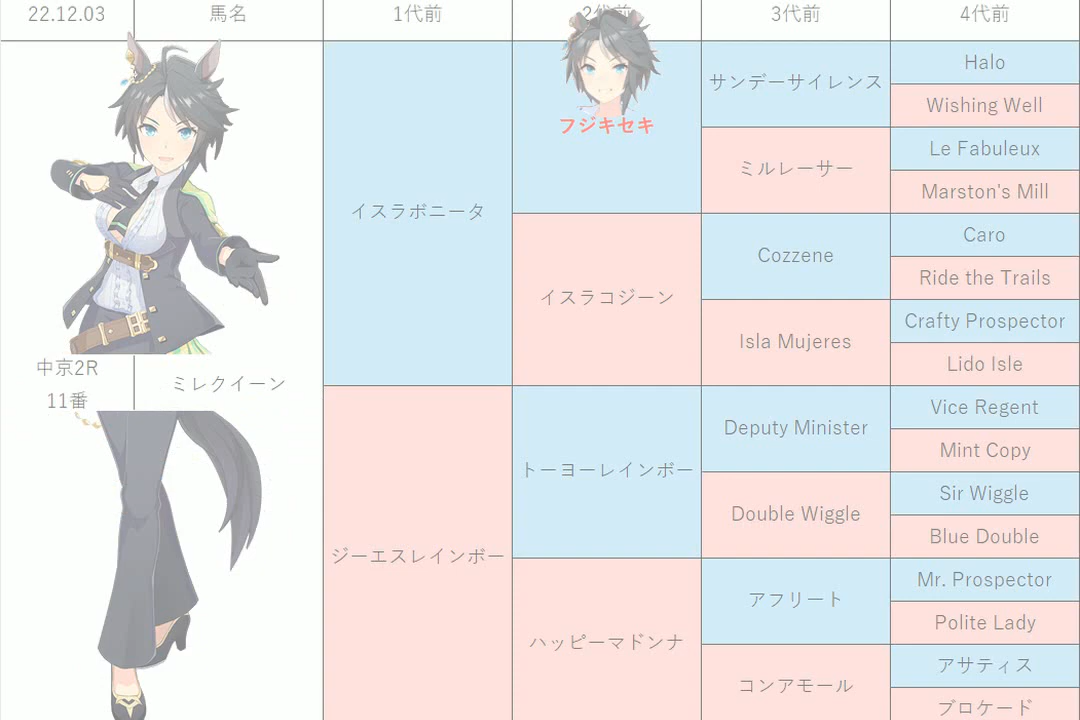 22.12.03 馬名 1代前 2代前 3代前 4代前
中京2R
11番
ミレクイーン
イスラボニータ
ジーエスレインボー
フジキセキ
イスラコジーン
トーヨーレインボー
ハッピーマドンナ
サンデーサイレンス
ミルレーサー
Cozzene
Isla Mujeres
Deputy Minister
Double Wiggle
アフリート
コンアモール
Halo
Wishing Well
Le Fabuleux
Marston's Mill
Caro
Ride the Trails
Crafty Prospector
Lido Isle
Vice Regent
Mint Copy
Sir Wiggle
Blue Double
Mr. Prospector
Polite Lady
アサティス
ブロケード